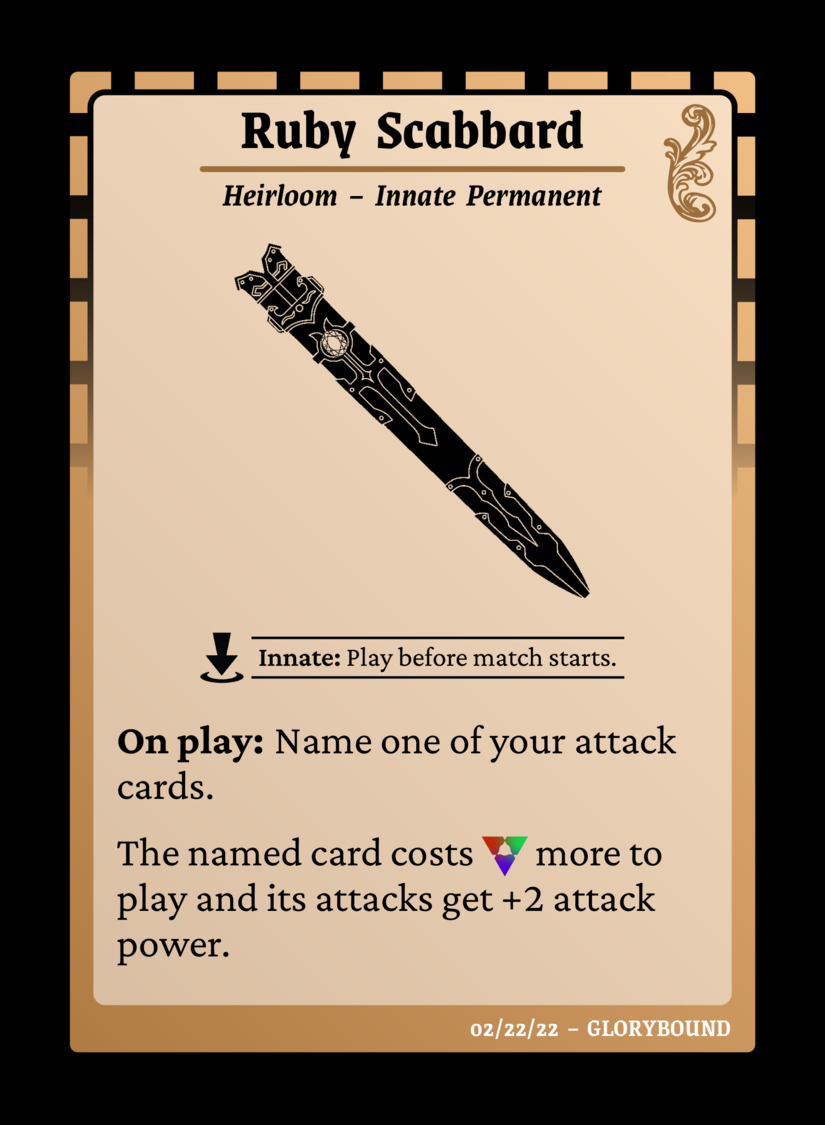 Ruby Scabbard
Heirloom – Innate Permanent
Innate: Play before match starts.
On play: Name one of your attack
cards.
The named card costs more to
play and its attacks get +2 attack
power.
02/22/22 – GLORYBOUND